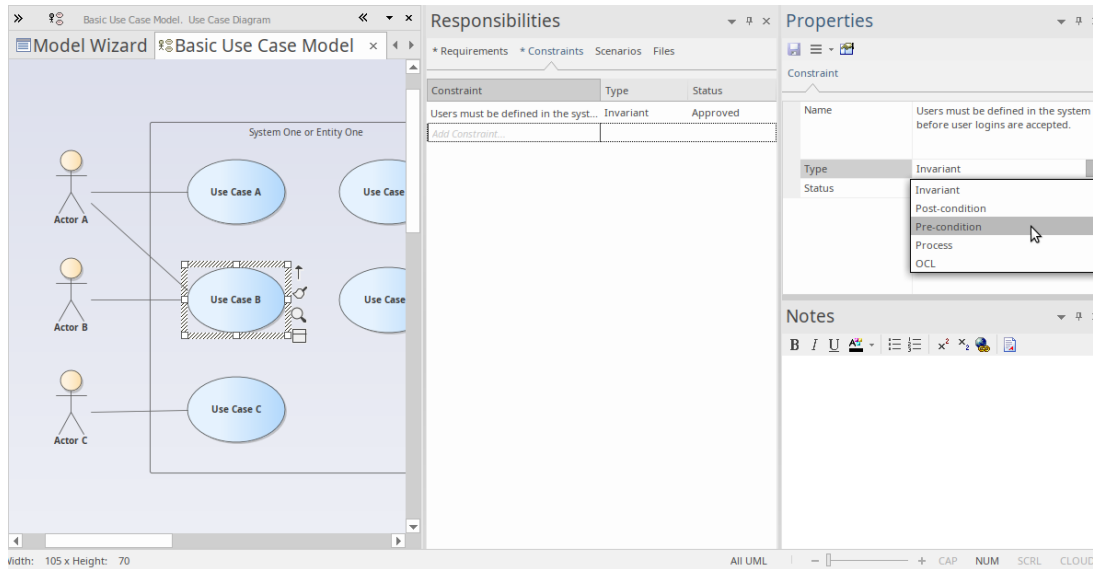 Basic Use Case Model. Use Case Diagram
Model Wizard
Basic Use Case Model
System One or Entity One
Actor A
Use Case A
Use Case
Actor B
Use Case B
Use Case
Actor C
Use Case C
Responsibilities
* Requirements * Constraints Scenarios Files
Constraint Type Status
Users must be defined in the syst... Invariant Approved
Add Constraint...
Properties
Constraint
Name Users must be defined in the system
before user logins are accepted.
Type Invariant
Status
Invariant
Post-condition
Pre-condition
Process
OCL
Notes
B I U
Width: 105 x Height: 70
All UML
CAP NUM SCRL CLOUD